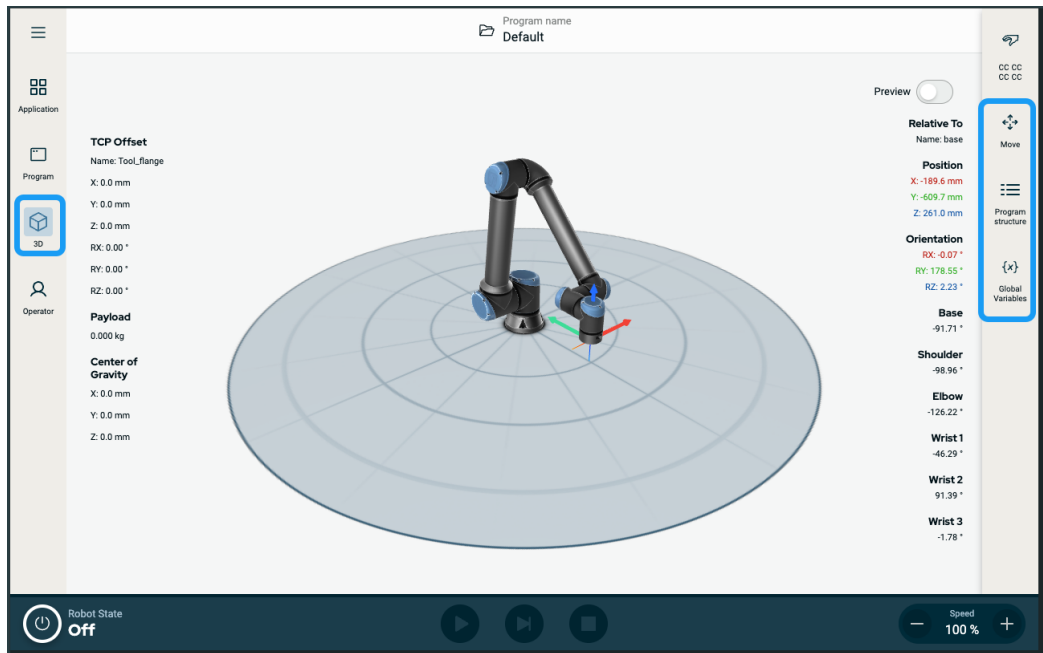 Program name
Default
Application
Program
3D
Operator
TCP Offset
Name: Tool_flange
X: 0.0 mm
Y: 0.0 mm
Z: 0.0 mm
RX: 0.00 °
RY: 0.00 °
RZ: 0.00 °
Payload
0.000 kg
Center of
Gravity
X: 0.0 mm
Y: 0.0 mm
Z: 0.0 mm
Preview
Relative To
Name: base
Position
X: -189.6 mm
Y: -609.7 mm
Z: 261.0 mm
Orientation
RX: -0.07 °
RY: 178.55 °
RZ: 2.23 °
Base
-91.71 °
Shoulder
-98.96 °
Elbow
-126.22 °
Wrist 1
-46.29 °
Wrist 2
91.39 °
Wrist 3
-1.78 °
CC CC
CC CC
Move
Program
structure
{x}
Global
Variables
Robot State
Off
Speed
100 %